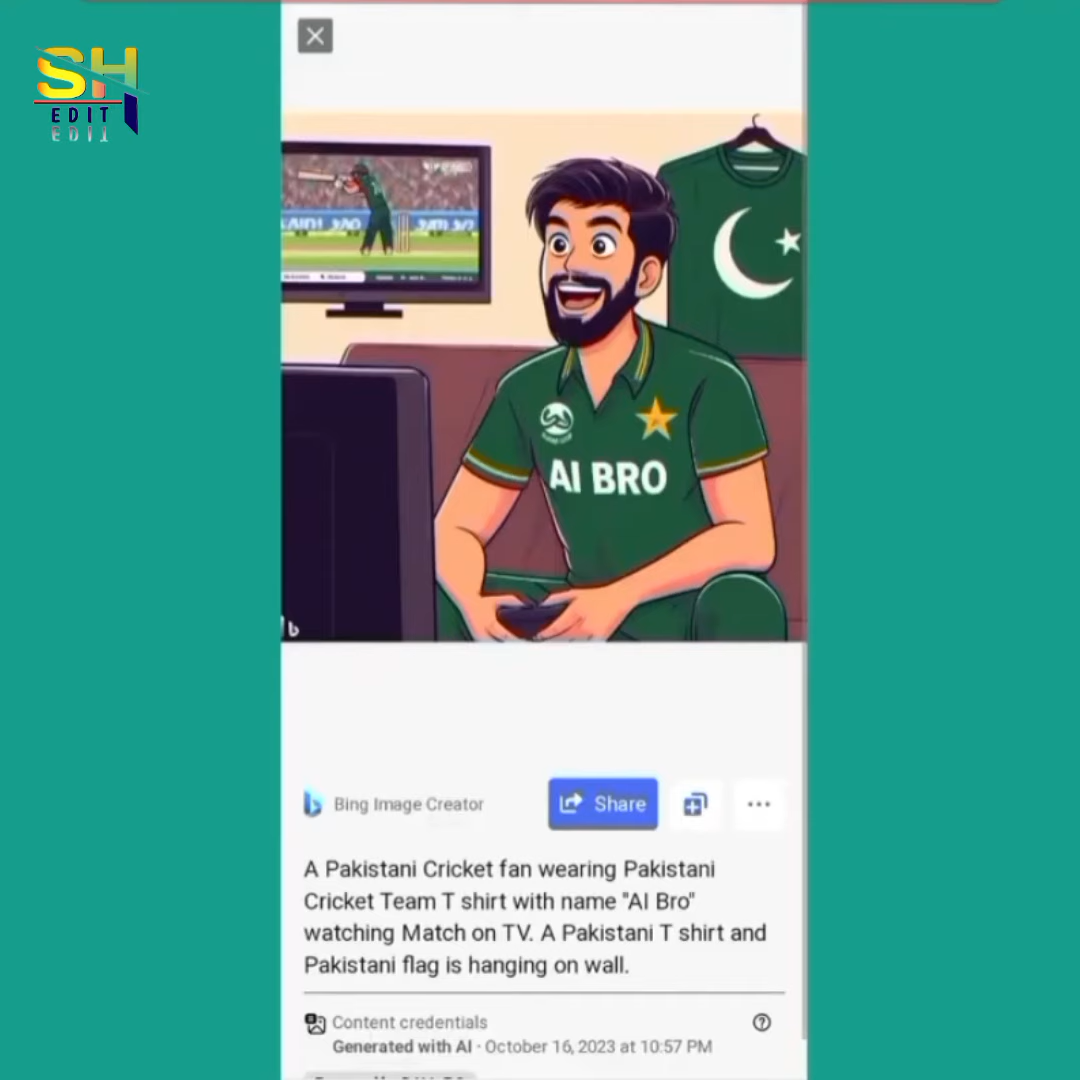 SH
EDIT
AI BRO
b
Bing Image Creator
Share
A Pakistani Cricket fan wearing Pakistani
Cricket Team T shirt with name "AI Bro"
watching Match on TV. A Pakistani T shirt and
Pakistani flag is hanging on wall.
Content credentials
Generated with AI · October 16, 2023 at 10:57 PM